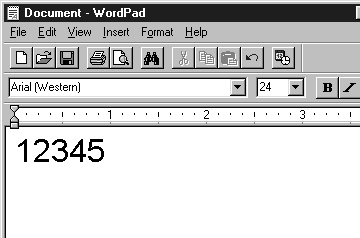 Document - WordPad
File Edit View Insert Format Help
Arial (Western) 24 B I
1 2 3
12345